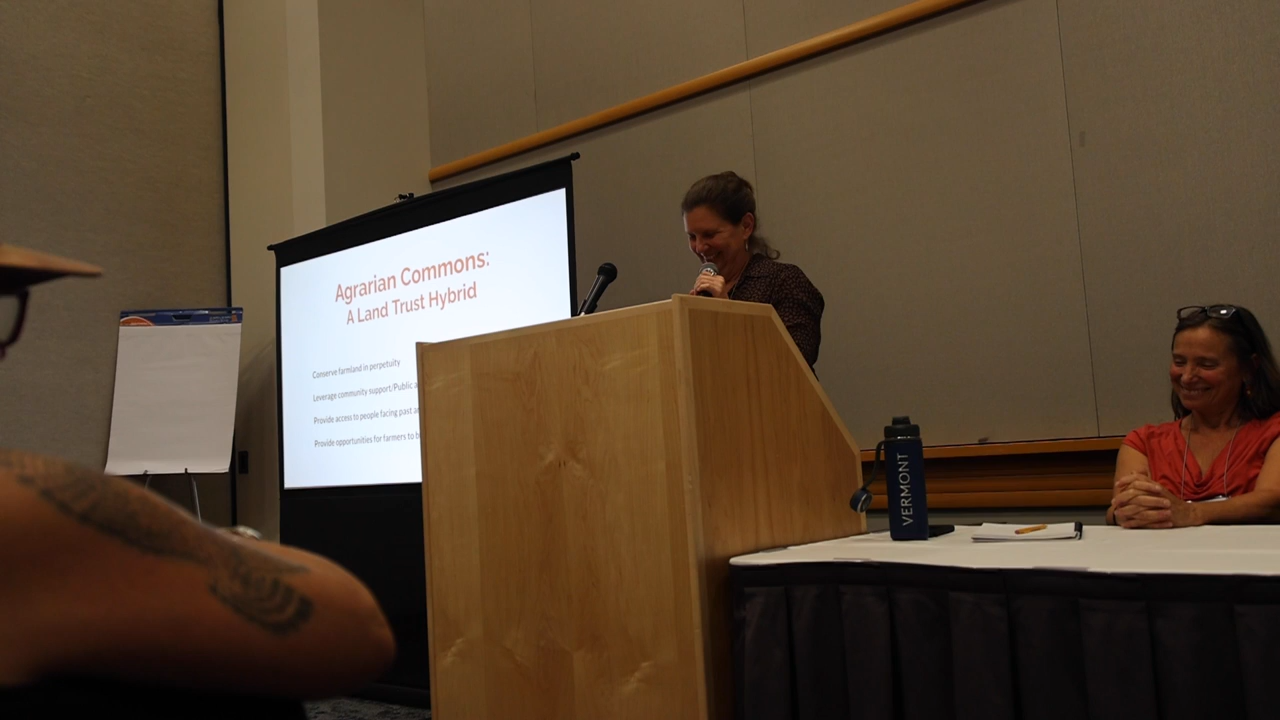 Agrarian Commons:
A Land Trust Hybrid
Conserve farmland in perpetuity
Leverage community support/Public
Provide access to people facing past
Provide opportunities for farmers to
VERMONT